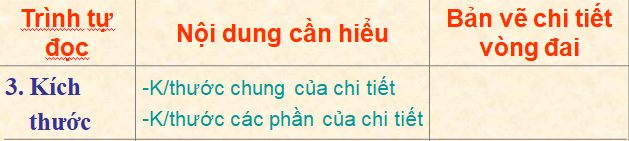 Trình tự đọc
Nội dung cần hiểu
Bản vẽ chi tiết vòng đai
3. Kích thước
-K/thước chung của chi tiết
-K/thước các phần của chi tiết